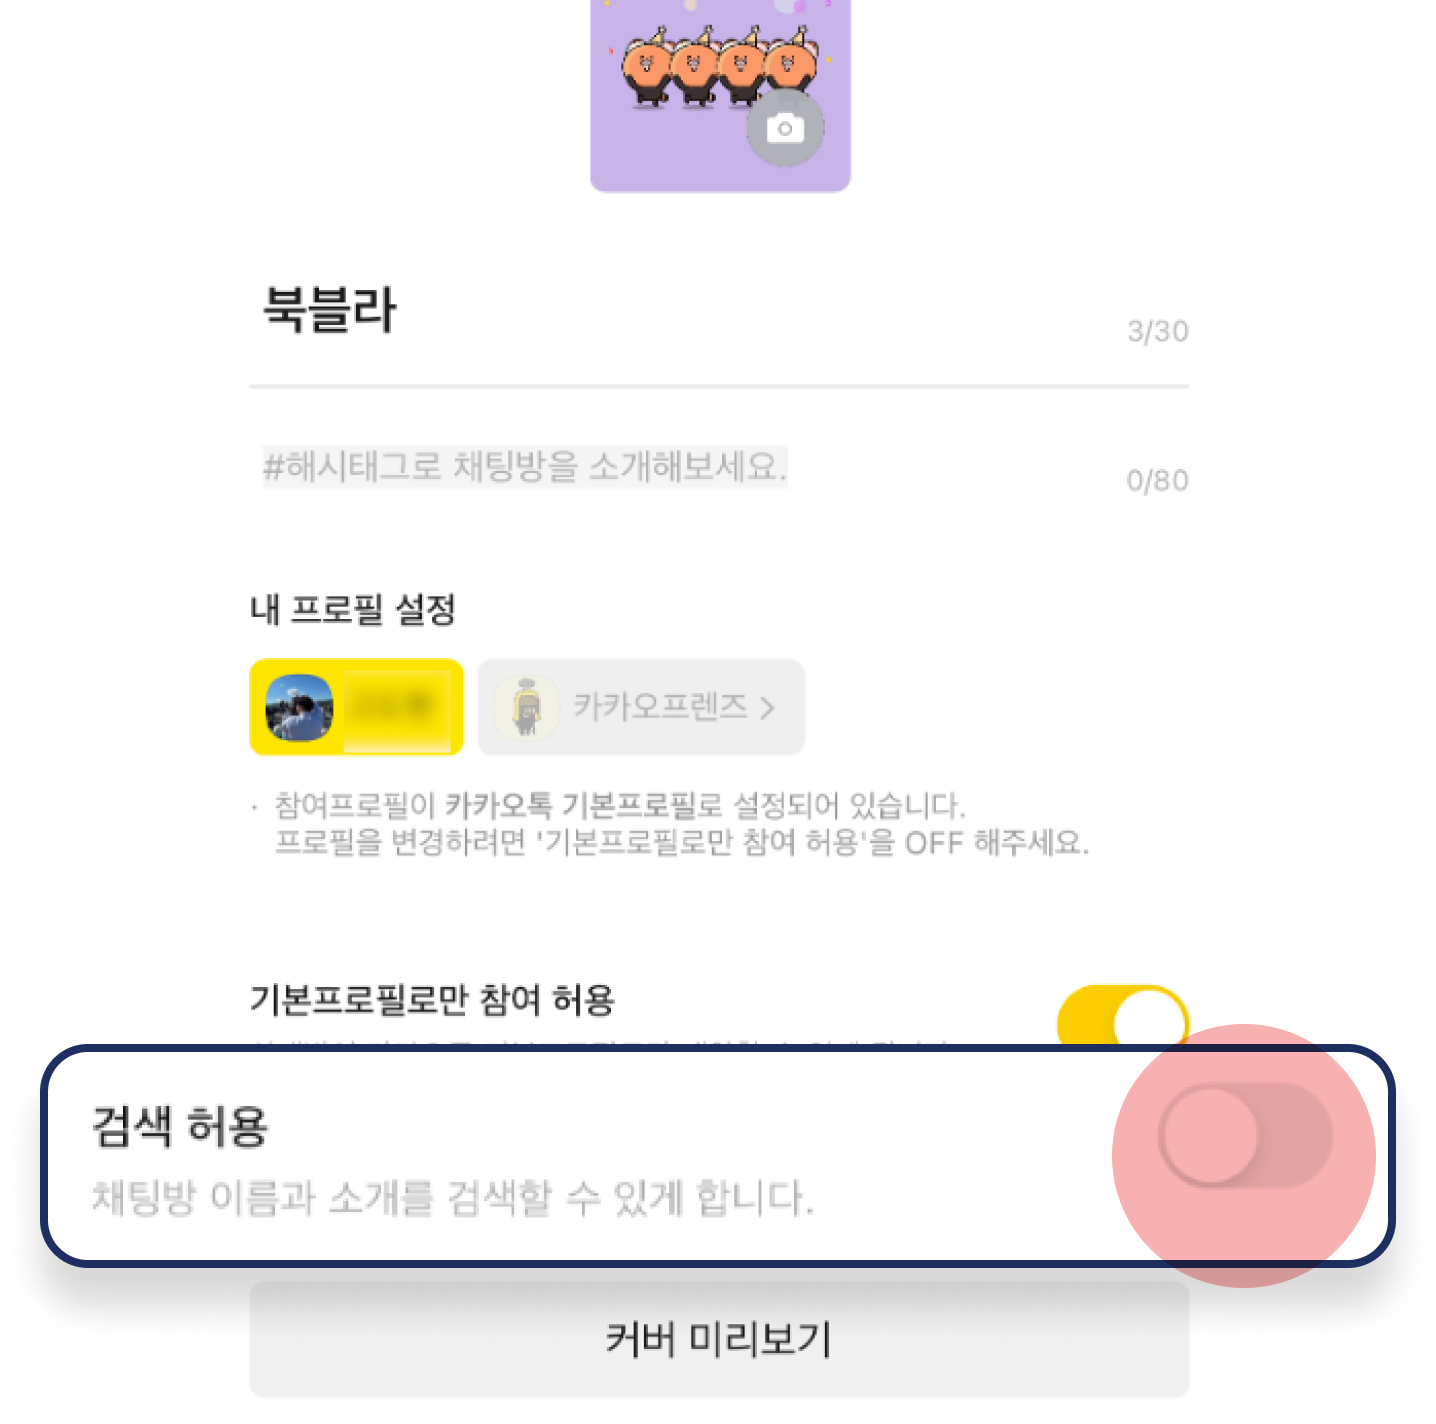 북블라
3/30
#해시태그로 채팅방을 소개해보세요.
0/80
내 프로필 설정
카카오프렌즈
· 참여프로필이 카카오톡 기본프로필로 설정되어 있습니다.
프로필을 변경하려면 '기본프로필로만 참여 허용'을 OFF 해주세요.
기본프로필로만 참여 허용
검색 허용
채팅방 이름과 소개를 검색할 수 있게 합니다.
커버 미리보기